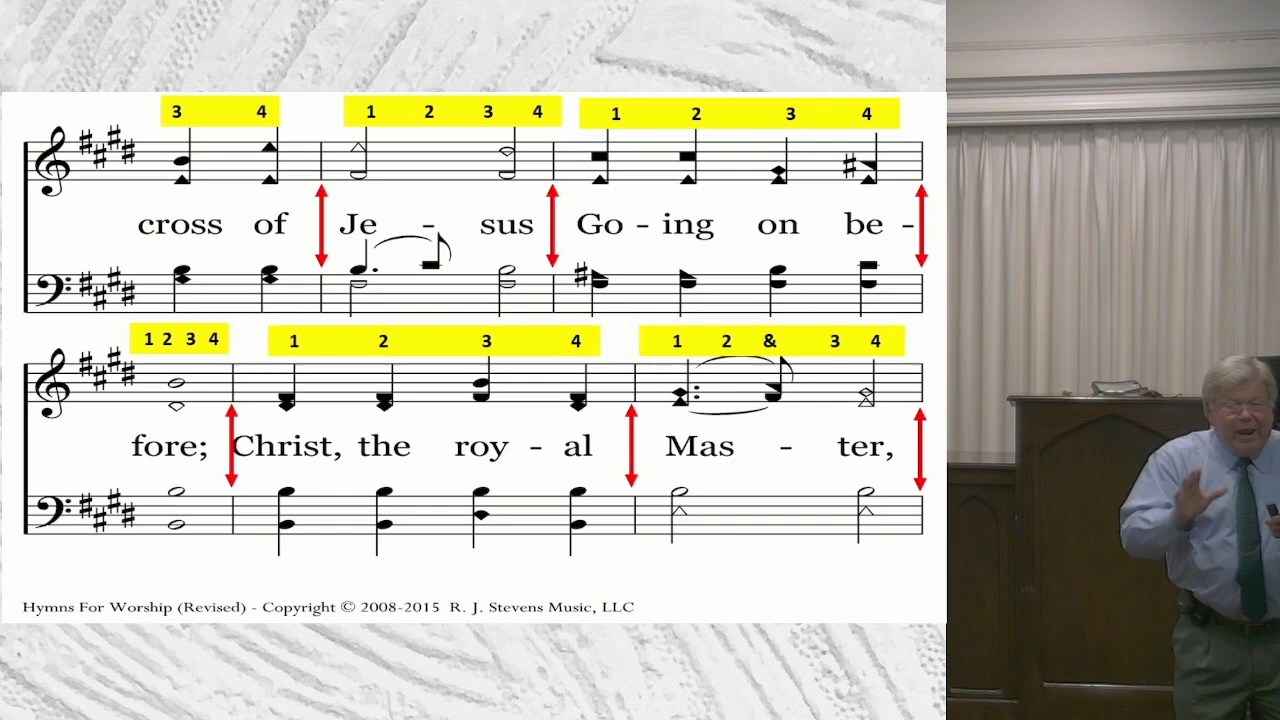 3 4 1 2 3 4 1 2 3 4
cross of Je - sus Go - ing on be -
1 2 3 4 1 2 3 4 1 2 & 3 4
fore; Christ, the roy - al Mas - ter,
Hymns For Worship (Revised) - Copyright © 2008-2015 R. J. Stevens Music, LLC